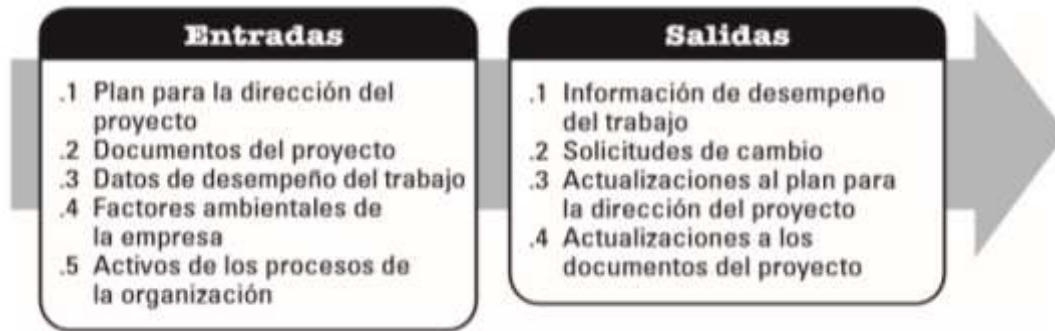 Entradas
.1 Plan para la dirección del
proyecto
.2 Documentos del proyecto
.3 Datos de desempeño del trabajo
.4 Factores ambientales de
la empresa
.5 Activos de los procesos de
la organización
Salidas
.1 Información de desempeño
del trabajo
.2 Solicitudes de cambio
.3 Actualizaciones al plan para
la dirección del proyecto
.4 Actualizaciones a los
documentos del proyecto